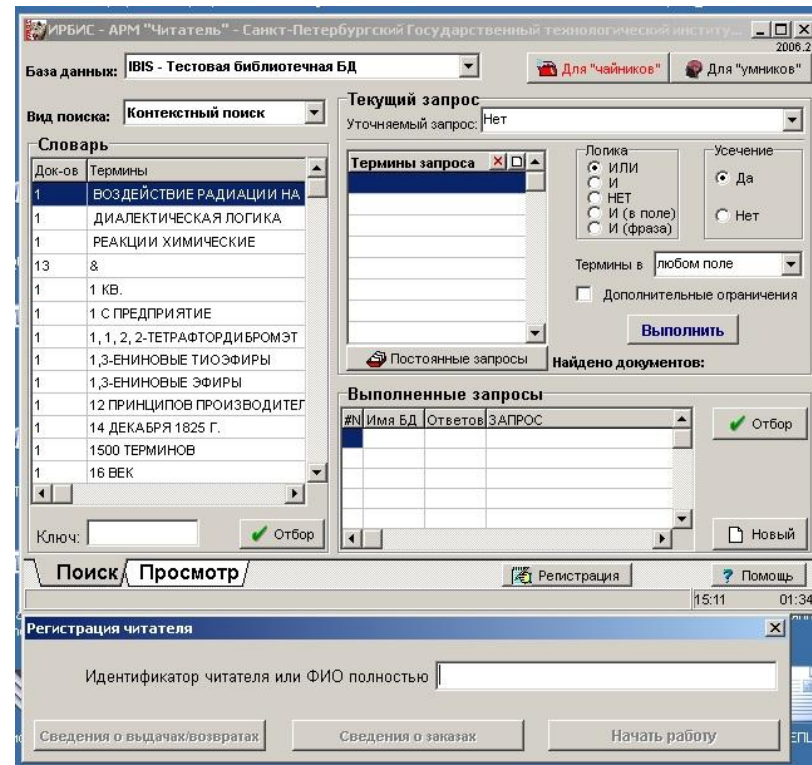 ИРБИС - АРМ "Читатель" - Санкт-Петербургский Государственный технологический институ...
2006.2
База данных: IBIS - Тестовая библиотечная БД
Для "чайников"
Для "умников"
Вид поиска: Контекстный поиск
Текущий запрос
Уточняемый запрос: Нет
Словарь
Док-ов Термины
1 ВОЗДЕЙСТВИЕ РАДИАЦИИ НА
1 ДИАЛЕКТИЧЕСКАЯ ЛОГИКА
1 РЕАКЦИИ ХИМИЧЕСКИЕ
13 &
1 1 КВ.
1 1 С ПРЕДПРИЯТИЕ
1 1, 1, 2, 2-ТЕТРАФТОРДИБРОМЭТ
1 1,3-ЕНИНОВЫЕ ТИОЭФИРЫ
1 1,3-ЕНИНОВЫЕ ЭФИРЫ
1 12 ПРИНЦИПОВ ПРОИЗВОДИТЕЛ
1 14 ДЕКАБРЯ 1825 Г.
1 1500 ТЕРМИНОВ
1 16 ВЕК
Ключ:
Отбор
Термины запроса
Логика
ИЛИ
И
НЕТ
И (в поле)
И (фраза)
Усечение
Да
Нет
Термины в любом поле
Дополнительные ограничения
Выполнить
Постоянные запросы
Найдено документов:
Выполненные запросы
#N Имя БД Ответов ЗАПРОС
Отбор
Новый
Поиск Просмотр
Регистрация
Помощь
15:11 01:34
Регистрация читателя
Идентификатор читателя или ФИО полностью
Сведения о выдачах/возвратах
Сведения о заказах
Начать работу